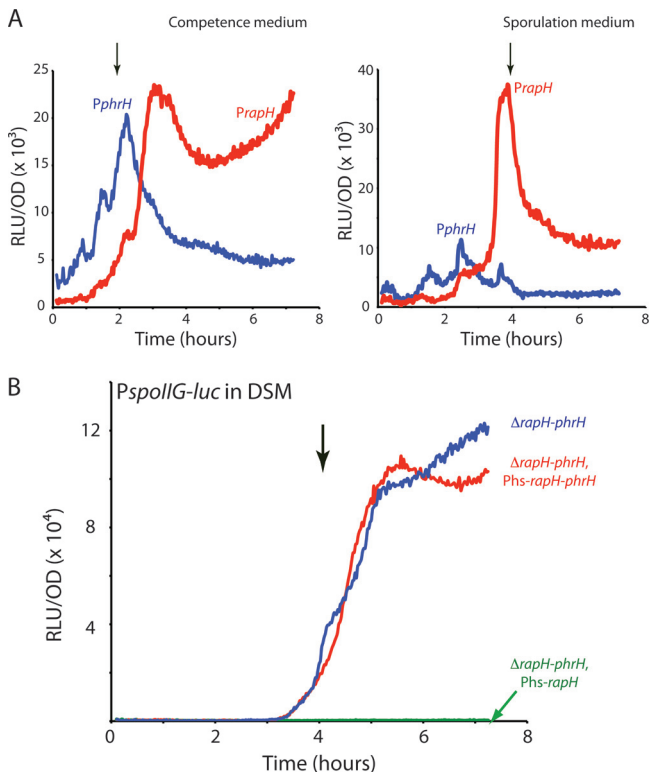 A
Competence medium
Sporulation medium
25
20
15
10
5
0
RLU/OD (x 10³)
PphrH
PrapH
0 2 4 6 8
Time (hours)
40
30
20
10
0
RLU/OD (x 10³)
PrapH
PphrH
0 2 4 6 8
Time (hours)
B
PspoIIG-luc in DSM
12
8
4
RLU/OD (x 10⁴)
ΔrapH-phrH
ΔrapH-phrH,
Phs-rapH-phrH
ΔrapH-phrH,
Phs-rapH
0 2 4 6 8
Time (hours)